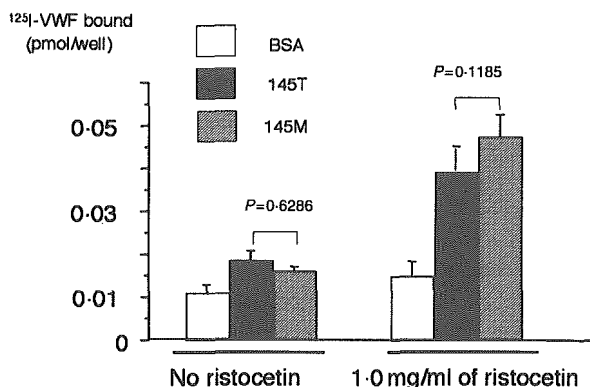 ¹²⁵I-VWF bound
(pmol/well)
BSA
145T
145M
P=0·1185
P=0·6286
0·05
0·03
0·01
0
No ristocetin
1·0 mg/ml of ristocetin